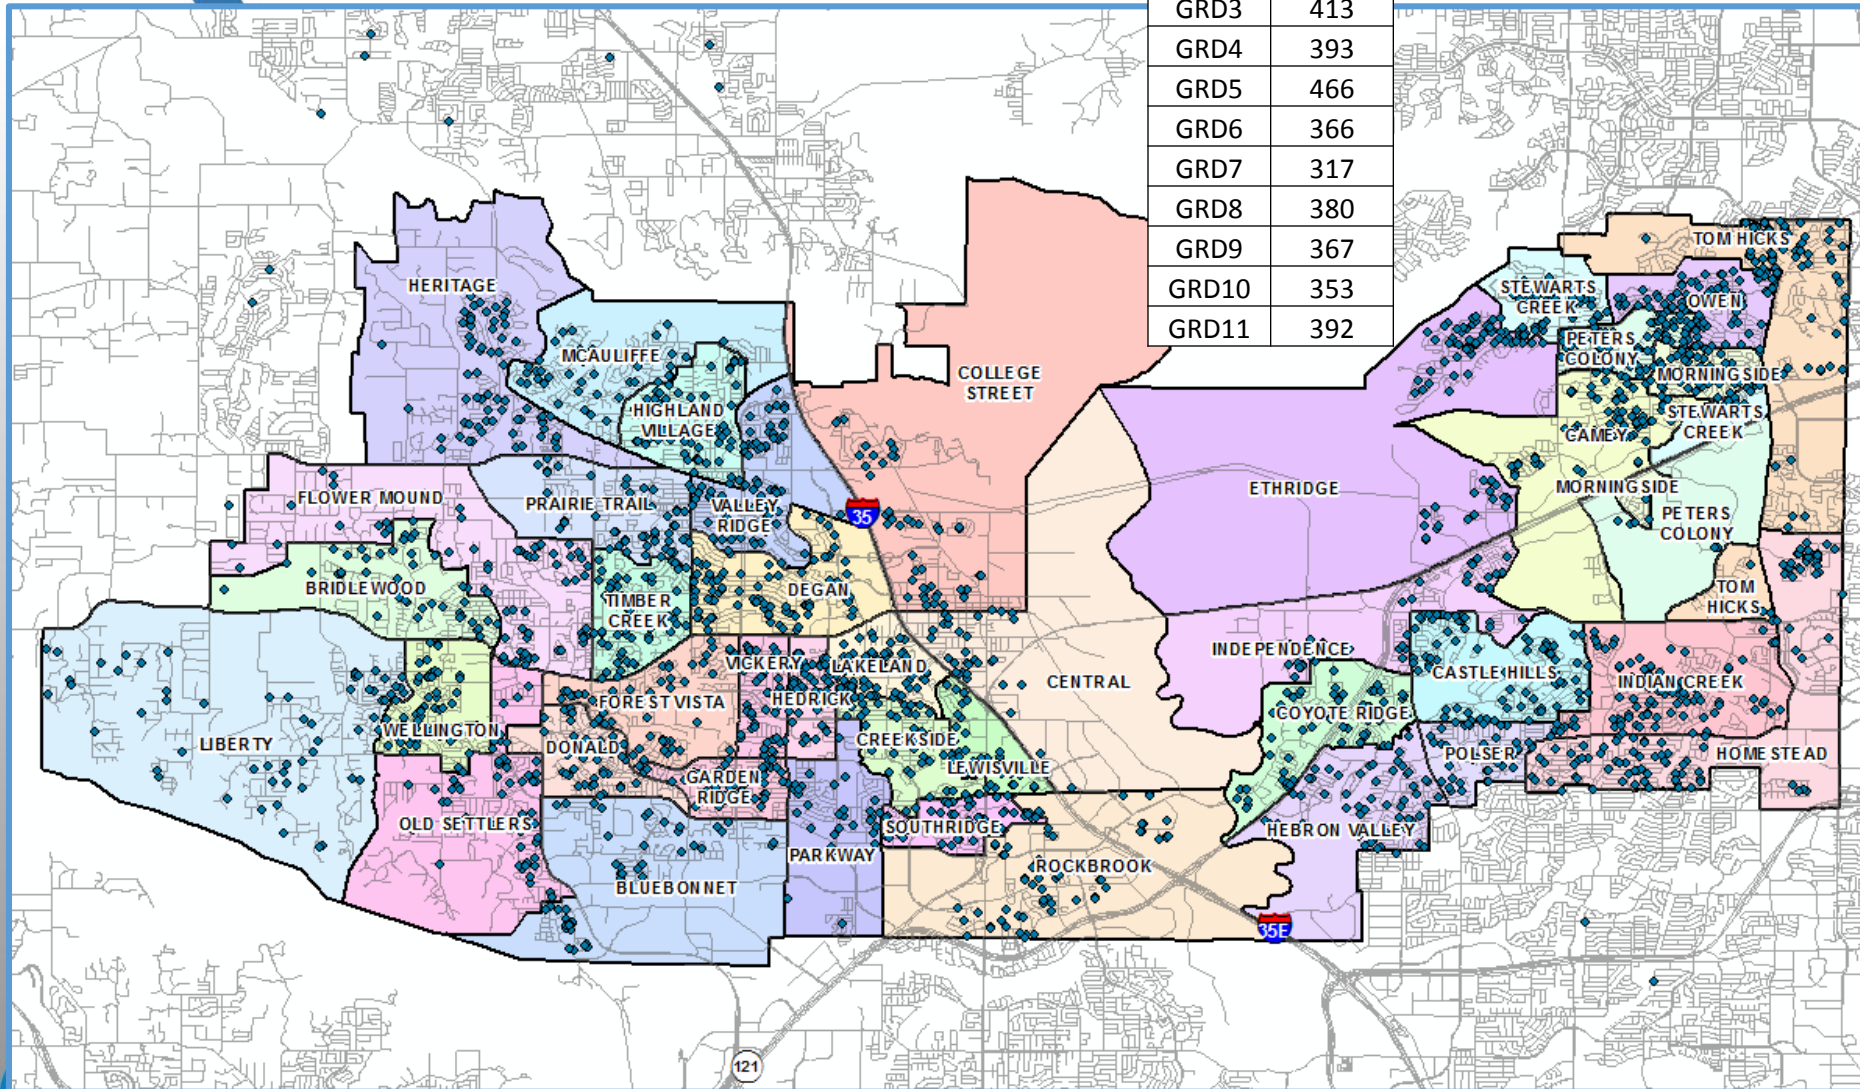 GRD3 413
GRD4 393
GRD5 466
GRD6 366
GRD7 317
GRD8 380
GRD9 367
GRD10 353
GRD11 392
TOM HICKS
HERITAGE
STEWARTS
CREEK
OWEN
MCAULIFFE
PETERS
COLONY
COLLEGE
STREET
MORNINGSIDE
HIGHLAND
VILLAGE
STEWARTS
CREEK
CAMEY
FLOWER MOUND
PRAIRIE TRAIL
VALLEY
RIDGE
35
ETHRIDGE
MORNINGSIDE
PETERS
COLONY
BRIDLEWOOD
TIMBER
CREEK
DEGAN
TOM
HICKS
VICKERY
LAKELAND
INDEPENDENCE
CASTLE HILLS
INDIAN CREEK
CENTRAL
FOREST VISTA
HEDRICK
COYOTE RIDGE
WELLINGTON
LIBERTY
DONALD
CREEKSIDE
LEWISVILLE
POLSER
HOMESTEAD
GARDEN
RIDGE
OLD SETTLERS
SOUTHRIDGE
HEBRON VALLEY
PARKWAY
ROCKBROOK
BLUEBONNET
35E
121